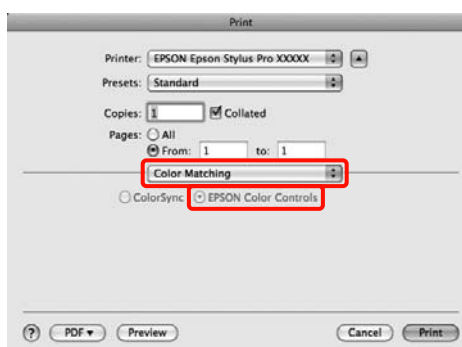 Print
Printer: EPSON Epson Stylus Pro XXXXX
Presets: Standard
Copies: 1 Collated
Pages: All
From: 1 to: 1
Color Matching
ColorSync EPSON Color Controls
? PDF Preview Cancel Print